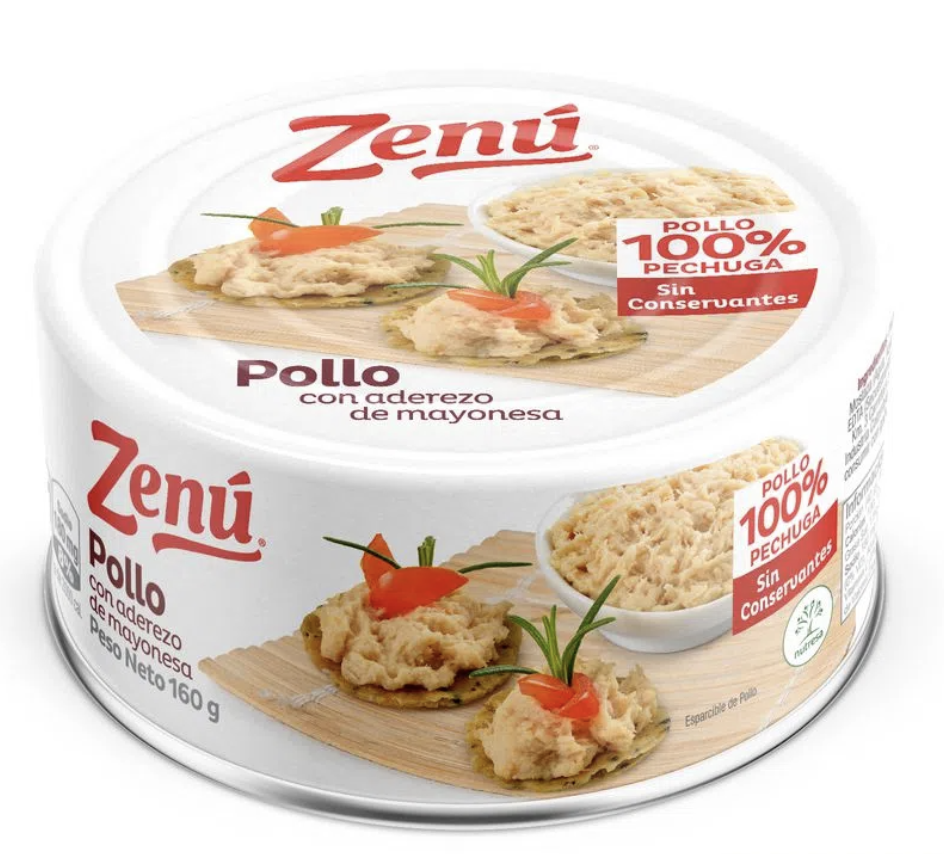 Zenú
POLLO
100%
PECHUGA
Sin
Conservantes
Pollo
con aderezo
de mayonesa
Zenú
Pollo
con aderezo
de mayonesa
Peso Neto 160 g
POLLO
100%
PECHUGA
Sin
Conservantes
nutresa
Esparcible de Pollo